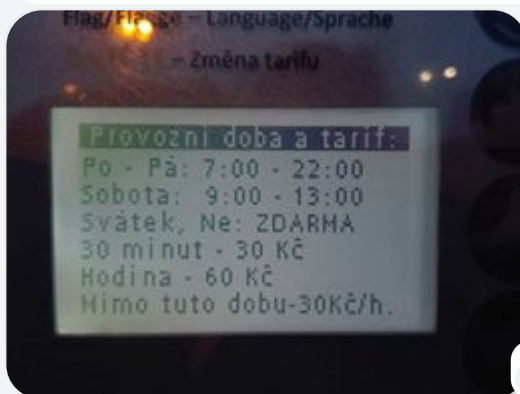 Flag/Flagge – Language/Sprache
– Změna tarifu
Provozní doba a tarif:
Po - Pá: 7:00 - 22:00
Sobota: 9:00 - 13:00
Svátek, Ne: ZDARMA
30 minut - 30 Kč
Hodina - 60 Kč
Mimo tuto dobu-30Kč/h.